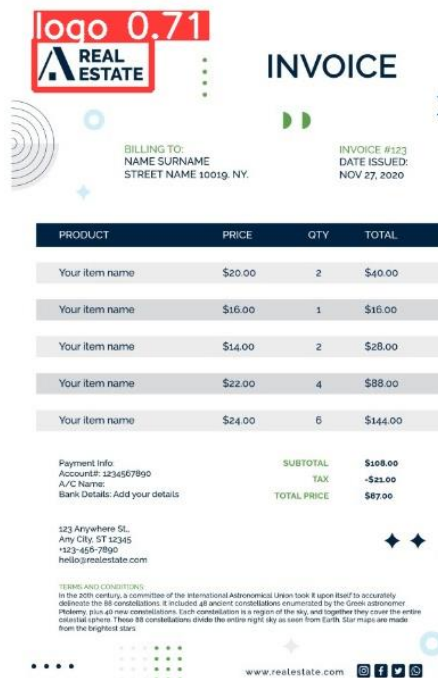 logo 0.71
REAL
ESTATE
INVOICE
BILLING TO:
NAME SURNAME
STREET NAME 10019. NY.
INVOICE #123
DATE ISSUED:
NOV 27, 2020
PRODUCT PRICE QTY TOTAL
Your item name $20.00 2 $40.00
Your item name $16.00 1 $16.00
Your item name $14.00 2 $28.00
Your item name $22.00 4 $88.00
Your item name $24.00 6 $144.00
Payment Info:
Account#: 1234567890
A/C Name:
Bank Details: Add your details
SUBTOTAL $108.00
TAX -$21.00
TOTAL PRICE $87.00
123 Anywhere St.,
Any City, ST 12345
+123-456-7890
hello@realestate.com
TERMS AND CONDITIONS:
In the 20th century, a committee of the International Astronomical Union took it upon itself to accurately
delineate the 88 constellations. It included 48 ancient constellations enumerated by the Greek astronomer
Ptolemy, plus 40 new constellations. Each constellation is a region of the sky, and together they cover the entire
celestial sphere. These 88 constellations divide the entire night sky as seen from Earth. Star maps are made
from the brightest stars
www.realestate.com